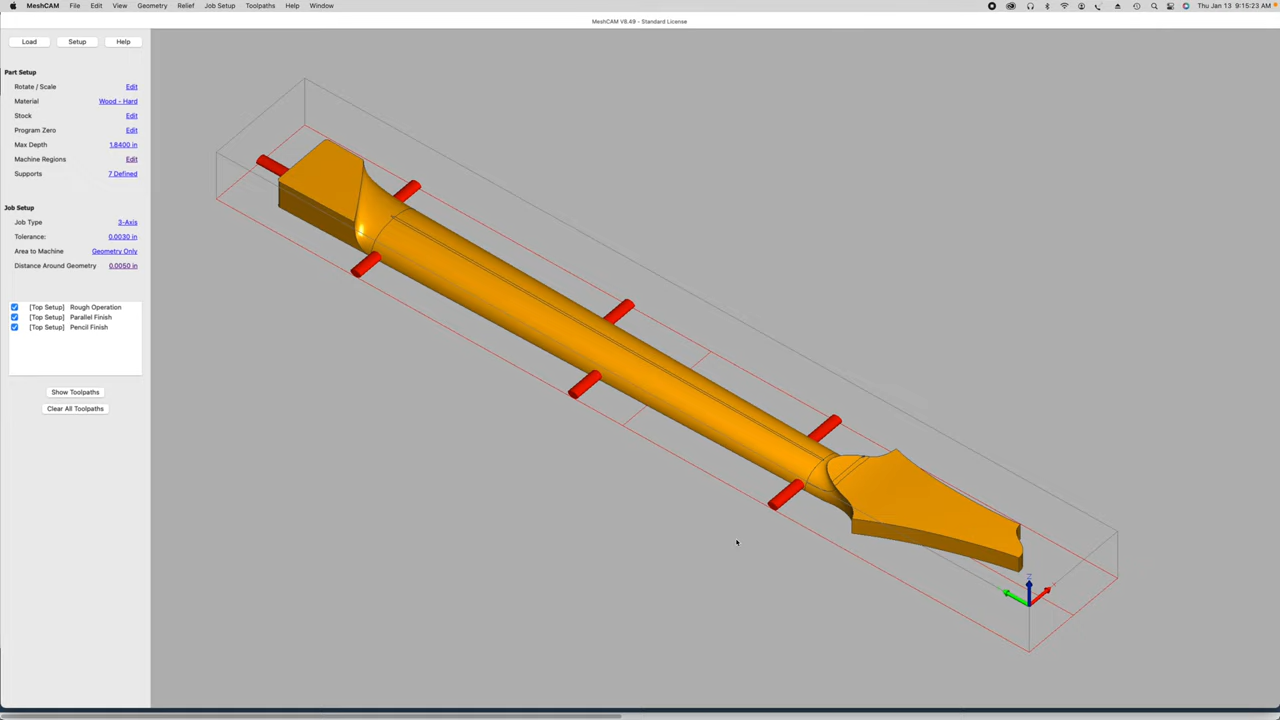 MeshCAM File Edit View Geometry Relief Job Setup Toolpaths Help Window Thu Jan 13 9:15:23 AM
MeshCAM V8.49 - Standard License
Load Setup Help
Part Setup
Rotate / Scale Edit
Material Wood - Hard
Stock Edit
Program Zero Edit
Max Depth 1.8400 in
Machine Regions Edit
Supports 7 Defined
Job Setup
Job Type 3-Axis
Tolerance: 0.0030 in
Area to Machine Geometry Only
Distance Around Geometry 0.0050 in
[Top Setup] Rough Operation
[Top Setup] Parallel Finish
[Top Setup] Pencil Finish
Show Toolpaths
Clear All Toolpaths
Z